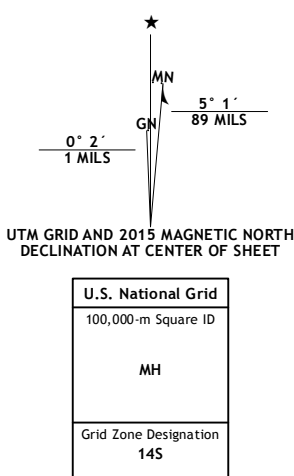 ★
MN
GN
5° 1´
89 MILS
0° 2´
1 MILS
UTM GRID AND 2015 MAGNETIC NORTH
DECLINATION AT CENTER OF SHEET
U.S. National Grid
100,000-m Square ID
MH
Grid Zone Designation
14S